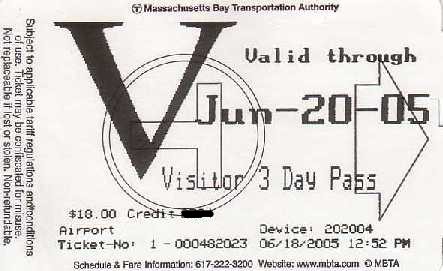 Ⓣ Massachusetts Bay Transportation Authority
V
Valid through
Jun-20-05
Visitor 3 Day Pass
$18.00 Credit
Airport Device: 202004
Ticket-No: 1-000482023 06/18/2005 12:52 PM
Schedule & Fare Information: 617-222-3200 Website: www.mbta.com © MBTA
Subject to applicable tariff regulations and conditions
of use. Ticket may be confiscated for misuse.
Not replaceable if lost or stolen. Non-refundable.